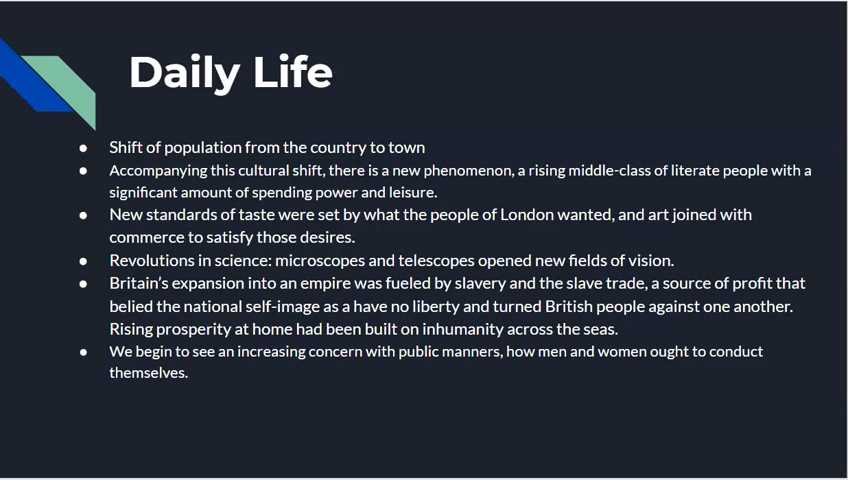 Daily Life
● Shift of population from the country to town
● Accompanying this cultural shift, there is a new phenomenon, a rising middle-class of literate people with a
significant amount of spending power and leisure.
● New standards of taste were set by what the people of London wanted, and art joined with
commerce to satisfy those desires.
● Revolutions in science: microscopes and telescopes opened new fields of vision.
● Britain's expansion into an empire was fueled by slavery and the slave trade, a source of profit that
belied the national self-image as a have no liberty and turned British people against one another.
Rising prosperity at home had been built on inhumanity across the seas.
● We begin to see an increasing concern with public manners, how men and women ought to conduct
themselves.